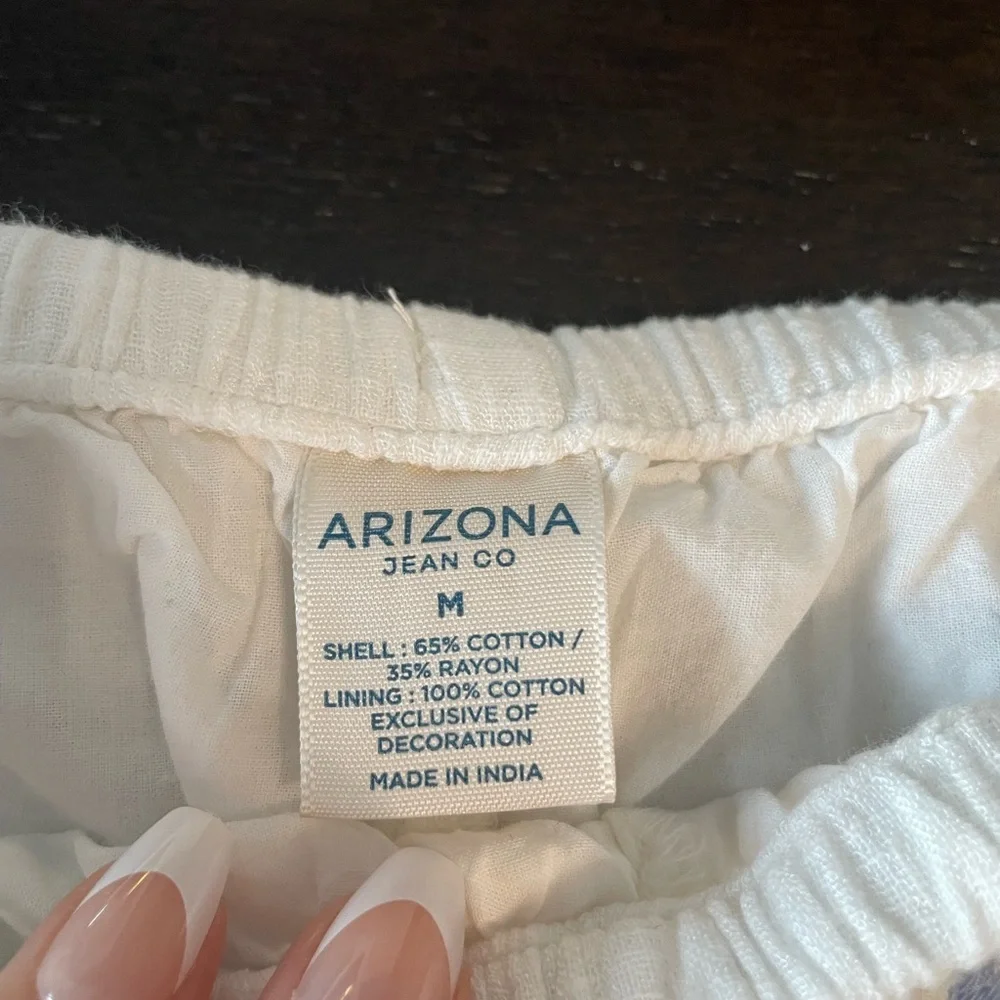 ARIZONA
JEAN CO
M
SHELL : 65% COTTON /
35% RAYON
LINING : 100% COTTON
EXCLUSIVE OF
DECORATION
MADE IN INDIA